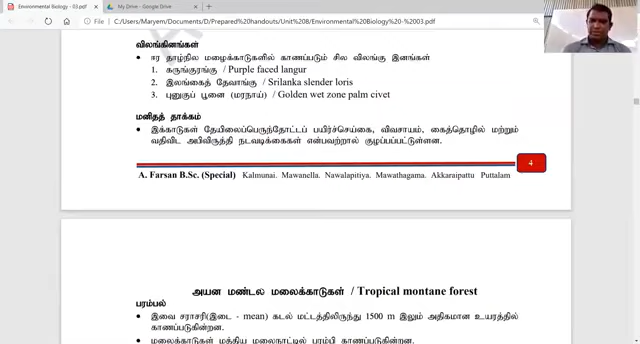 Environmental Biology - 03.pdf
My Drive - Google Drive
C:/Users/Maryem/Documents/D/Prepared%20handouts/Unit%208/Environmental%20Biology%20-%2003.pdf
விலங்கினங்கள்
• ஈர தாழ்நில மழைக்காடுகளில் காணப்படும் சில விலங்கு இனங்கள்
1. கருங்குரங்கு / Purple faced langur
2. இலங்கைத் தேவாங்கு / Srilanka slender loris
3. புனுகுப் பூனை (மரநாய்) / Golden wet zone palm civet
மனிதத் தாக்கம்
• இக்காடுகள் தேயிலைப்பெருந்தோட்டப் பயிர்ச்செய்கை, விவசாயம், கைத்தொழில் மற்றும்
வதிவிட அபிவிருத்தி நடவடிக்கைகள் என்பவற்றால் குழப்பப்பட்டுள்ளன.
4
A. Farsan B.Sc. (Special) Kalmunai. Mawanella. Nawalapitiya. Mawathagama. Akkaraipattu Puttalam
அயன மண்டல மலைக்காடுகள் / Tropical montane forest
பரம்பல்
• இவை சராசரி(இடை - mean) கடல் மட்டத்திலிருந்து 1500 m இலும் அதிகமான உயரத்தில்
காணப்படுகின்றன.
• மலைக்காடுகள் மத்திய மலைநாட்டில் பரம்பி காணப்படுகின்றன.